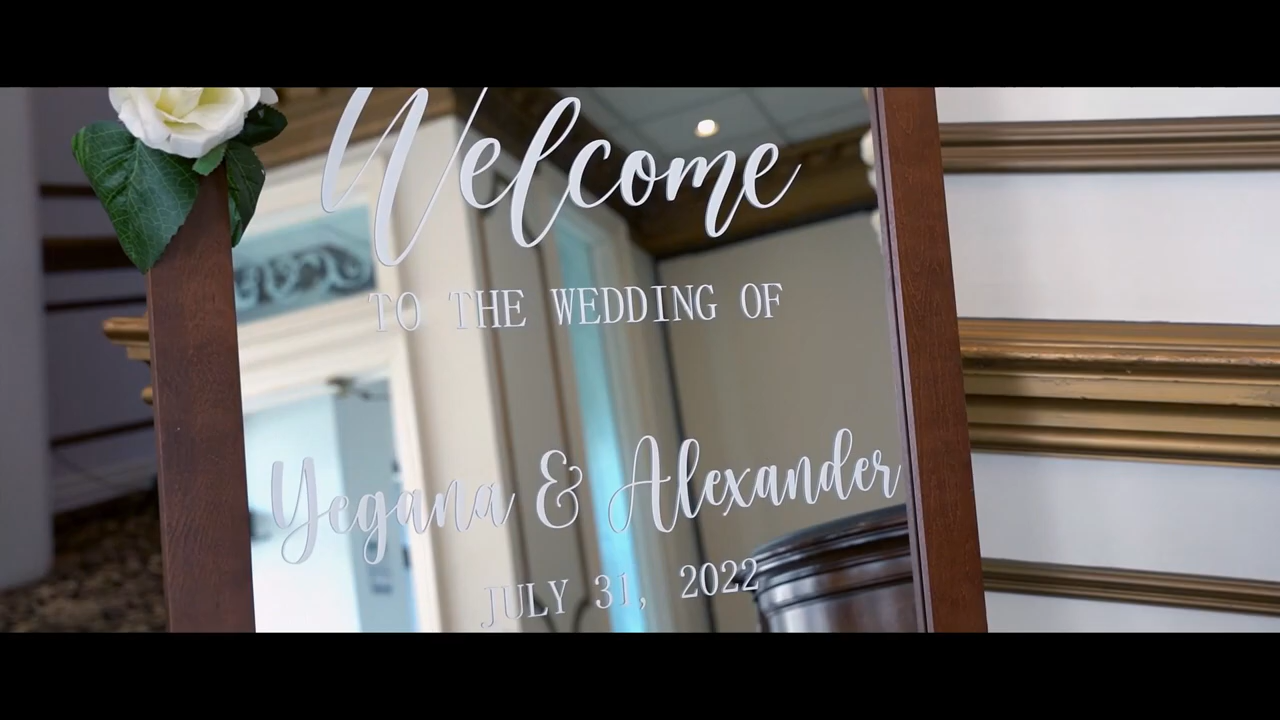 Welcome
TO THE WEDDING OF
Yegana & Alexander
JULY 31, 2022